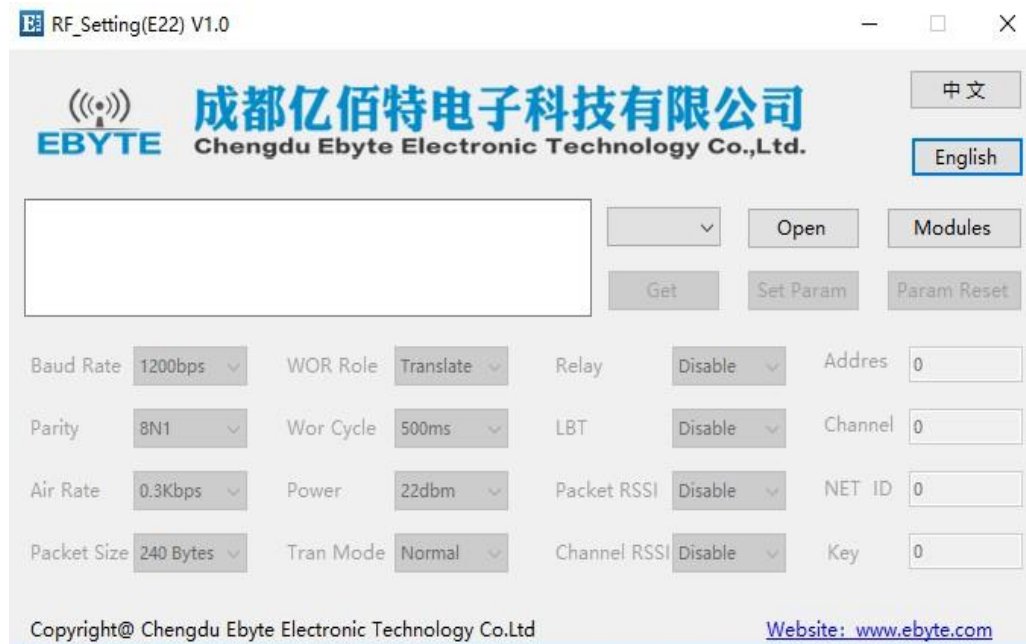 RF_Setting(E22) V1.0
中文
EBYTE
成都亿佰特电子科技有限公司
Chengdu Ebyte Electronic Technology Co.,Ltd.
English
Open
Modules
Get
Set Param
Param Reset
Baud Rate 1200bps WOR Role Translate Relay Disable Addres 0
Parity 8N1 Wor Cycle 500ms LBT Disable Channel 0
Air Rate 0.3Kbps Power 22dbm Packet RSSI Disable NET ID 0
Packet Size 240 Bytes Tran Mode Normal Channel RSSI Disable Key 0
Copyright@ Chengdu Ebyte Electronic Technology Co.Ltd
Website: www.ebyte.com